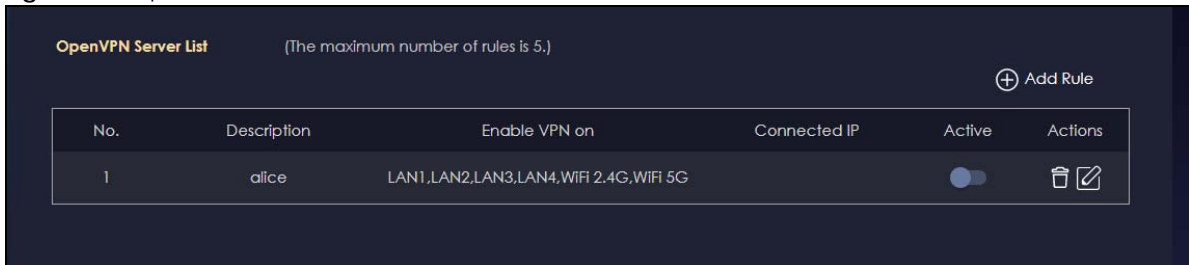 OpenVPN Server List (The maximum number of rules is 5.)
Add Rule
No. Description Enable VPN on Connected IP Active Actions
1 alice LAN1,LAN2,LAN3,LAN4,WiFi 2.4G,WiFi 5G